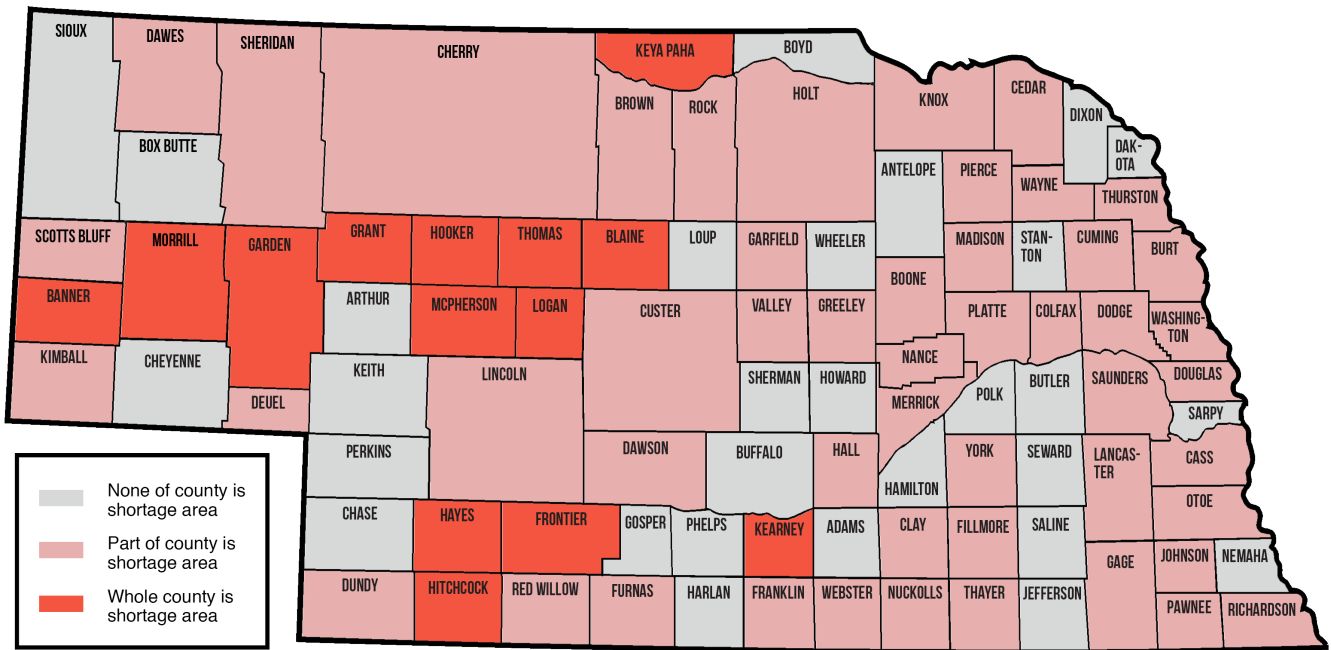 SIOUX
DAWES
SHERIDAN
CHERRY
KEYA PAHA
BOYD
BROWN
ROCK
HOLT
KNOX
CEDAR
DIXON
DAK-
OTA
BOX BUTTE
ANTELOPE
PIERCE
WAYNE
THURSTON
SCOTTS BLUFF
MORRILL
GARDEN
GRANT
HOOKER
THOMAS
BLAINE
LOUP
GARFIELD
WHEELER
MADISON
STAN-
TON
CUMING
BURT
BANNER
ARTHUR
MCPHERSON
LOGAN
CUSTER
VALLEY
GREELEY
BOONE
PLATTE
COLFAX
DODGE
WASHING-
TON
KIMBALL
CHEYENNE
DEUEL
KEITH
LINCOLN
SHERMAN
HOWARD
NANCE
MERRICK
POLK
BUTLER
SAUNDERS
DOUGLAS
SARPY
PERKINS
DAWSON
BUFFALO
HALL
HAMILTON
YORK
SEWARD
LANCAS-
TER
CASS
OTOE
CHASE
HAYES
FRONTIER
GOSPER
PHELPS
KEARNEY
ADAMS
CLAY
FILLMORE
SALINE
GAGE
JOHNSON
NEMAHA
DUNDY
HITCHCOCK
RED WILLOW
FURNAS
HARLAN
FRANKLIN
WEBSTER
NUCKOLLS
THAYER
JEFFERSON
PAWNEE
RICHARDSON
None of county is
shortage area
Part of county is
shortage area
Whole county is
shortage area